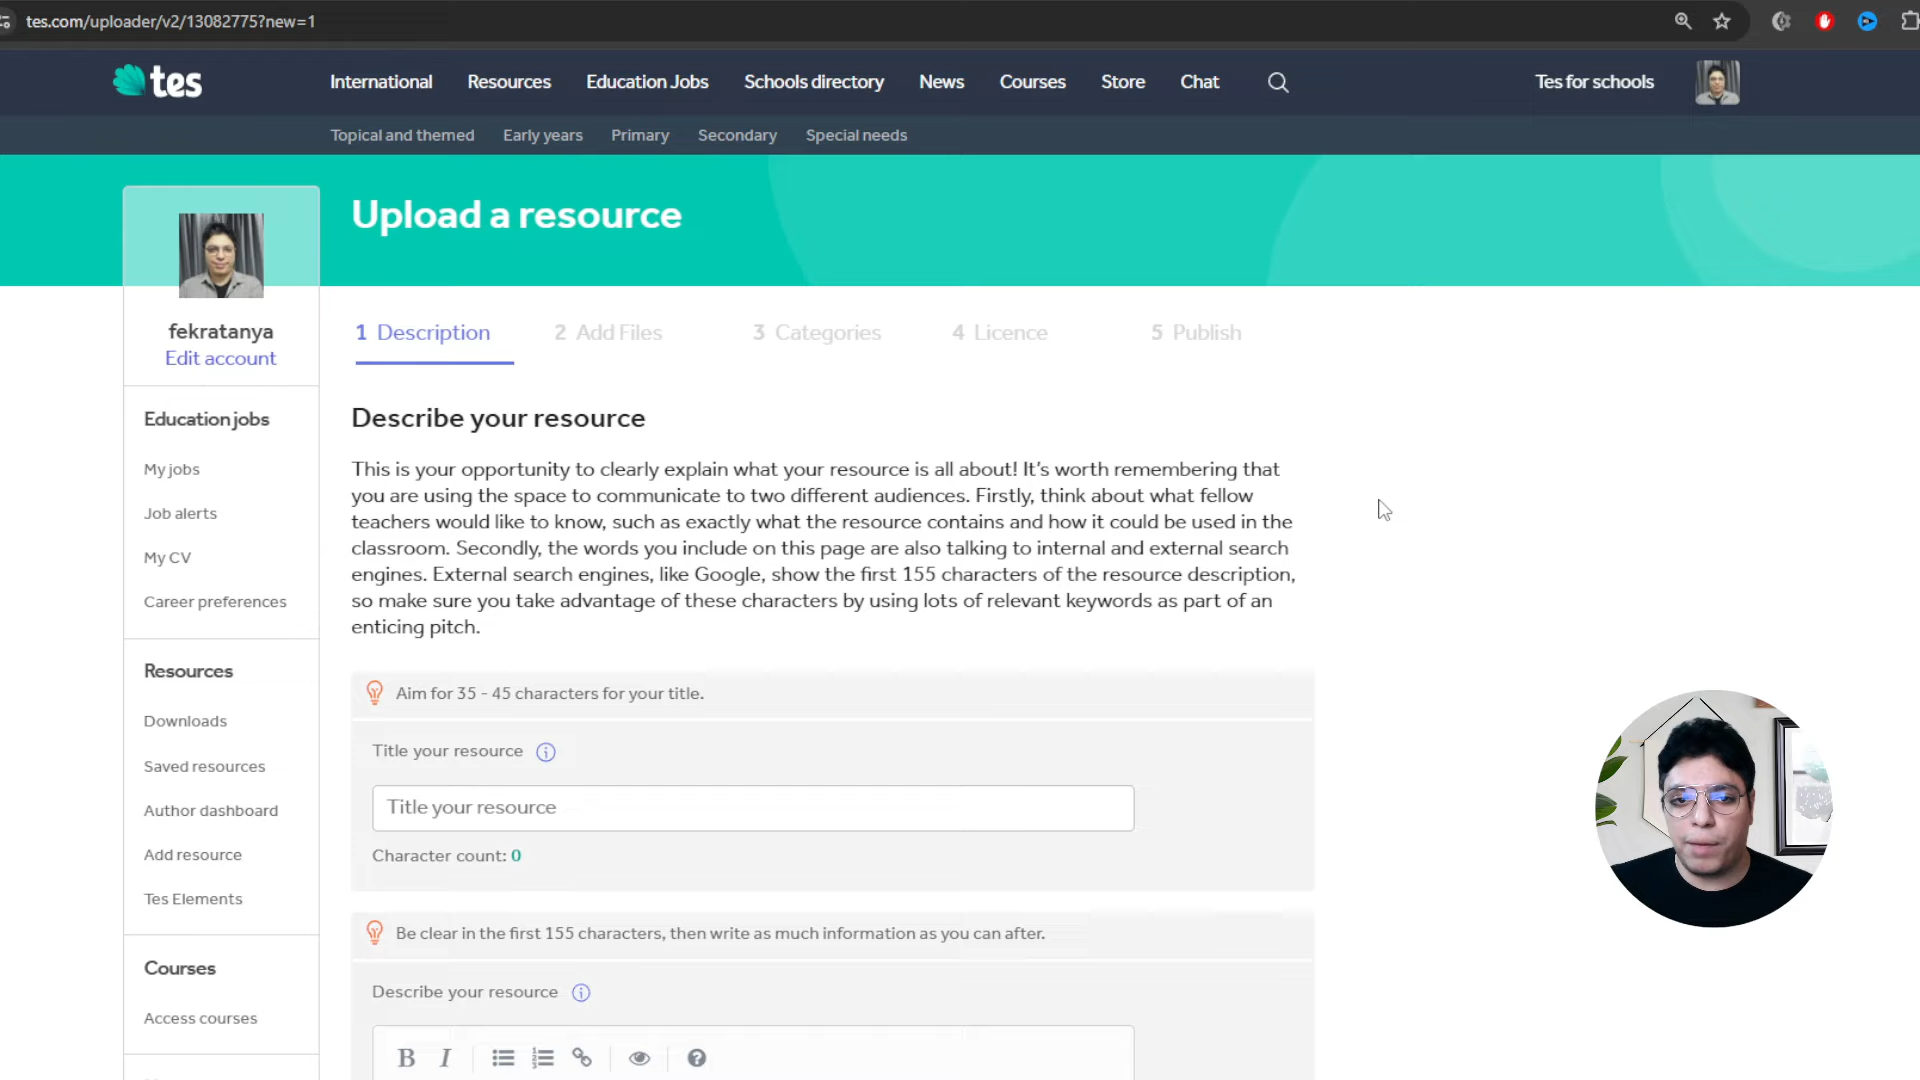 tes.com/uploader/v2/13082775?new=1
tes
International Resources Education Jobs Schools directory News Courses Store Chat Tes for schools
Topical and themed Early years Primary Secondary Special needs
Upload a resource
fekratanya
Edit account
Education jobs
My jobs
Job alerts
My CV
Career preferences
Resources
Downloads
Saved resources
Author dashboard
Add resource
Tes Elements
Courses
Access courses
1 Description 2 Add Files 3 Categories 4 Licence 5 Publish
Describe your resource
This is your opportunity to clearly explain what your resource is all about! It's worth remembering that
you are using the space to communicate to two different audiences. Firstly, think about what fellow
teachers would like to know, such as exactly what the resource contains and how it could be used in the
classroom. Secondly, the words you include on this page are also talking to internal and external search
engines. External search engines, like Google, show the first 155 characters of the resource description,
so make sure you take advantage of these characters by using lots of relevant keywords as part of an
enticing pitch.
Aim for 35 - 45 characters for your title.
Title your resource
Title your resource
Character count: 0
Be clear in the first 155 characters, then write as much information as you can after.
Describe your resource
B I